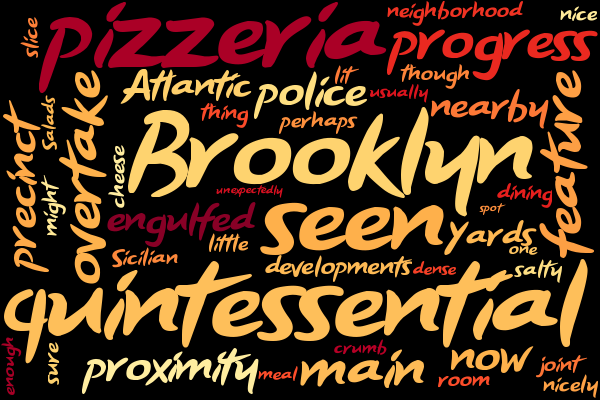 pizzeria
neighborhood
nice
slice
progress
Atlantic
police
lit
though
usually
nearby
thing
perhaps
feature
precinct
Salads
overtake
cheese
Brooklyn
might
unexpectedly
dining
spot
engulfed
little
seen
yards
one
Sicilian
developments
dense
salty
quintessential
enough
sure
proximity
meal
crumb
main
now
room
joint
nicely